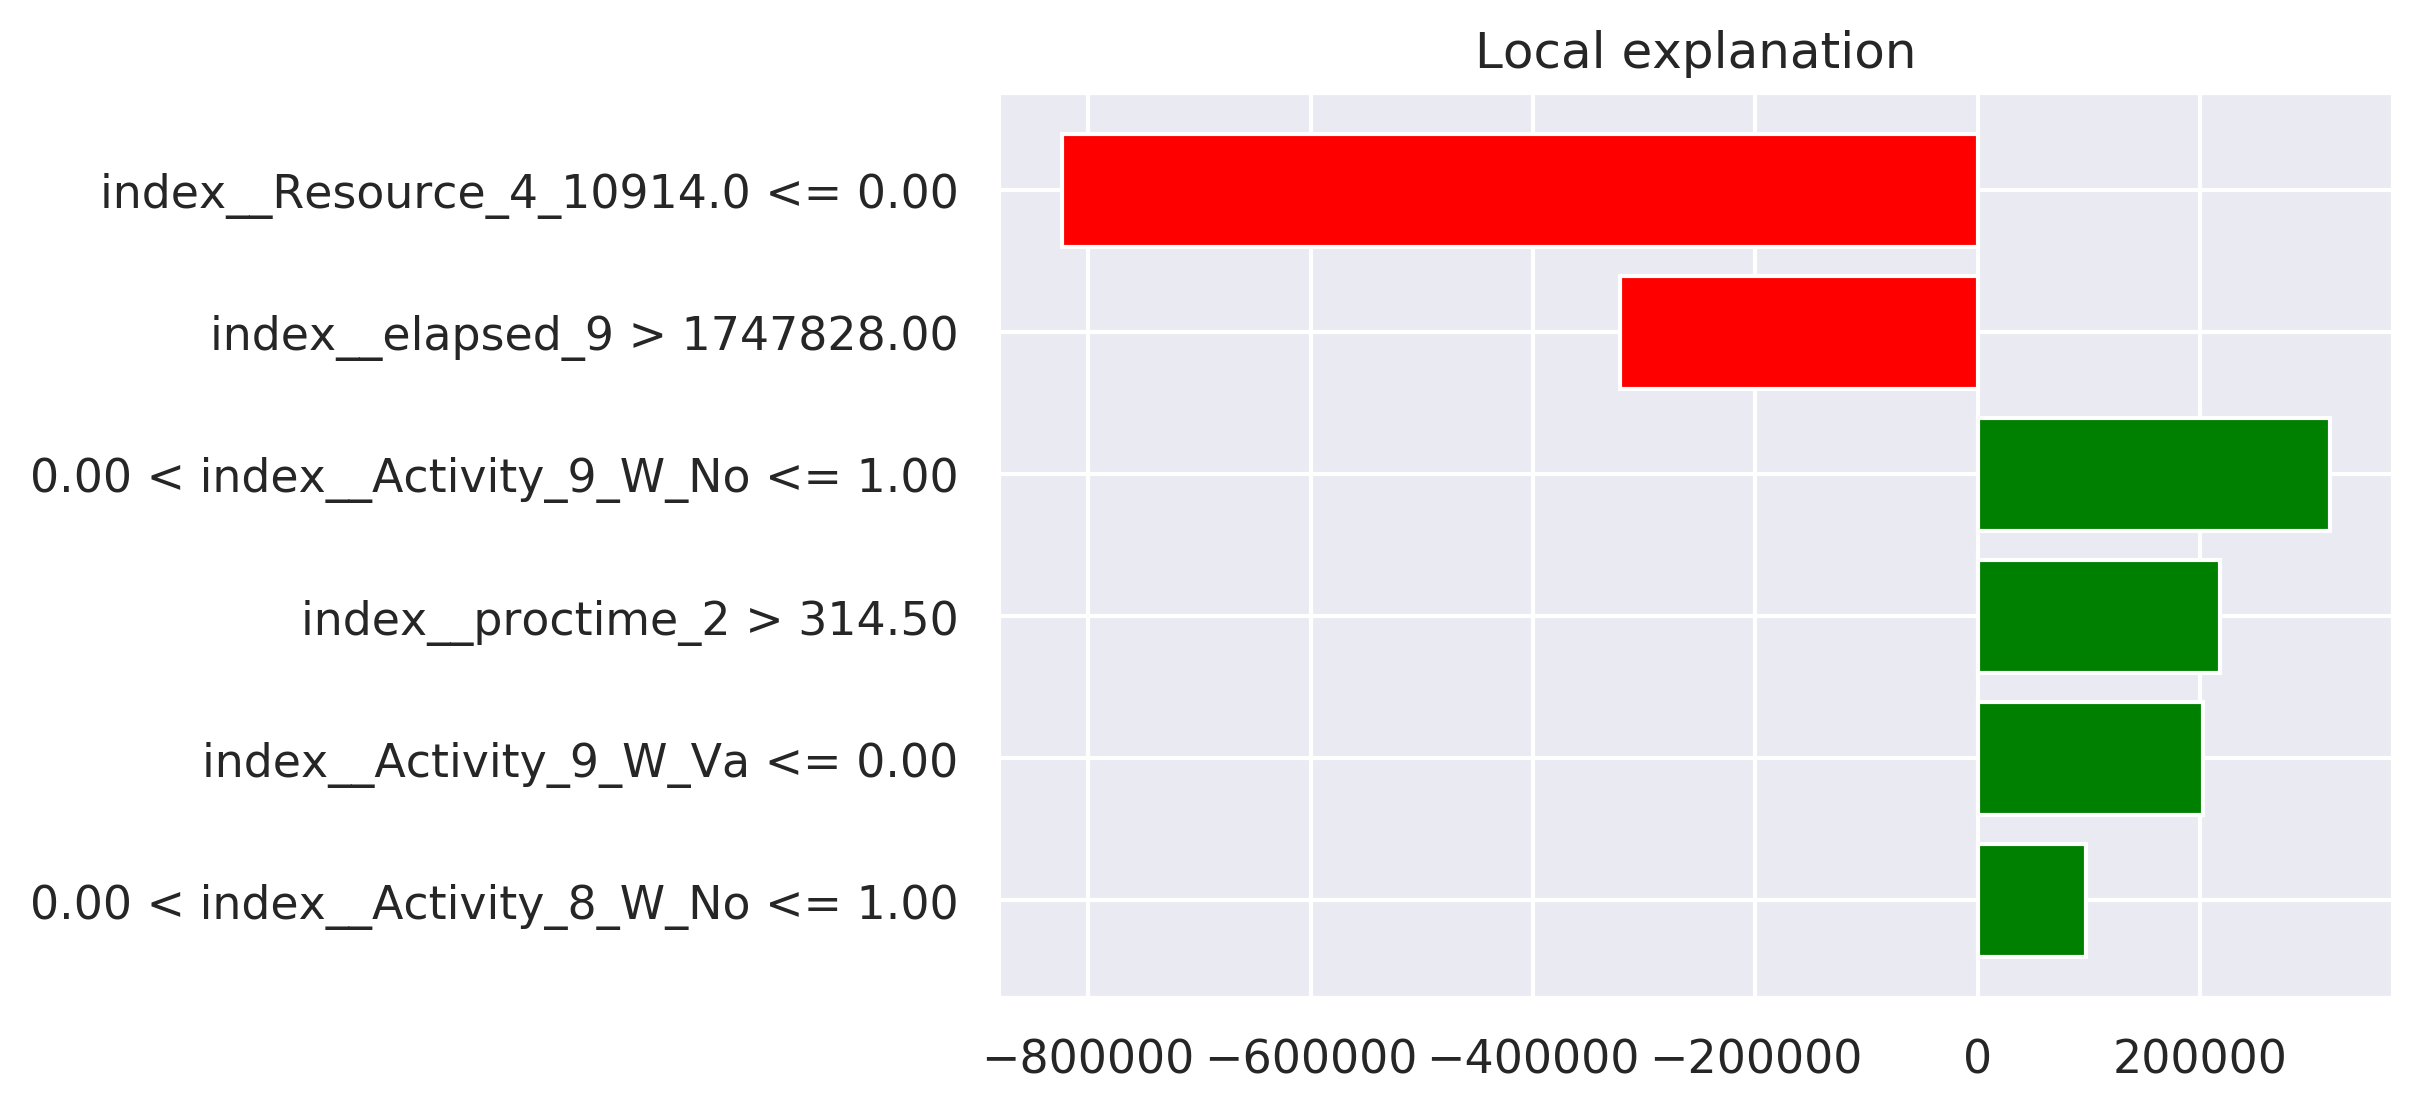 Local explanation
index__Resource_4_10914.0 <= 0.00
index__elapsed_9 > 1747828.00
0.00 < index__Activity_9_W_No <= 1.00
index__proctime_2 > 314.50
index__Activity_9_W_Va <= 0.00
0.00 < index__Activity_8_W_No <= 1.00
−800000 −600000 −400000 −200000 0 200000